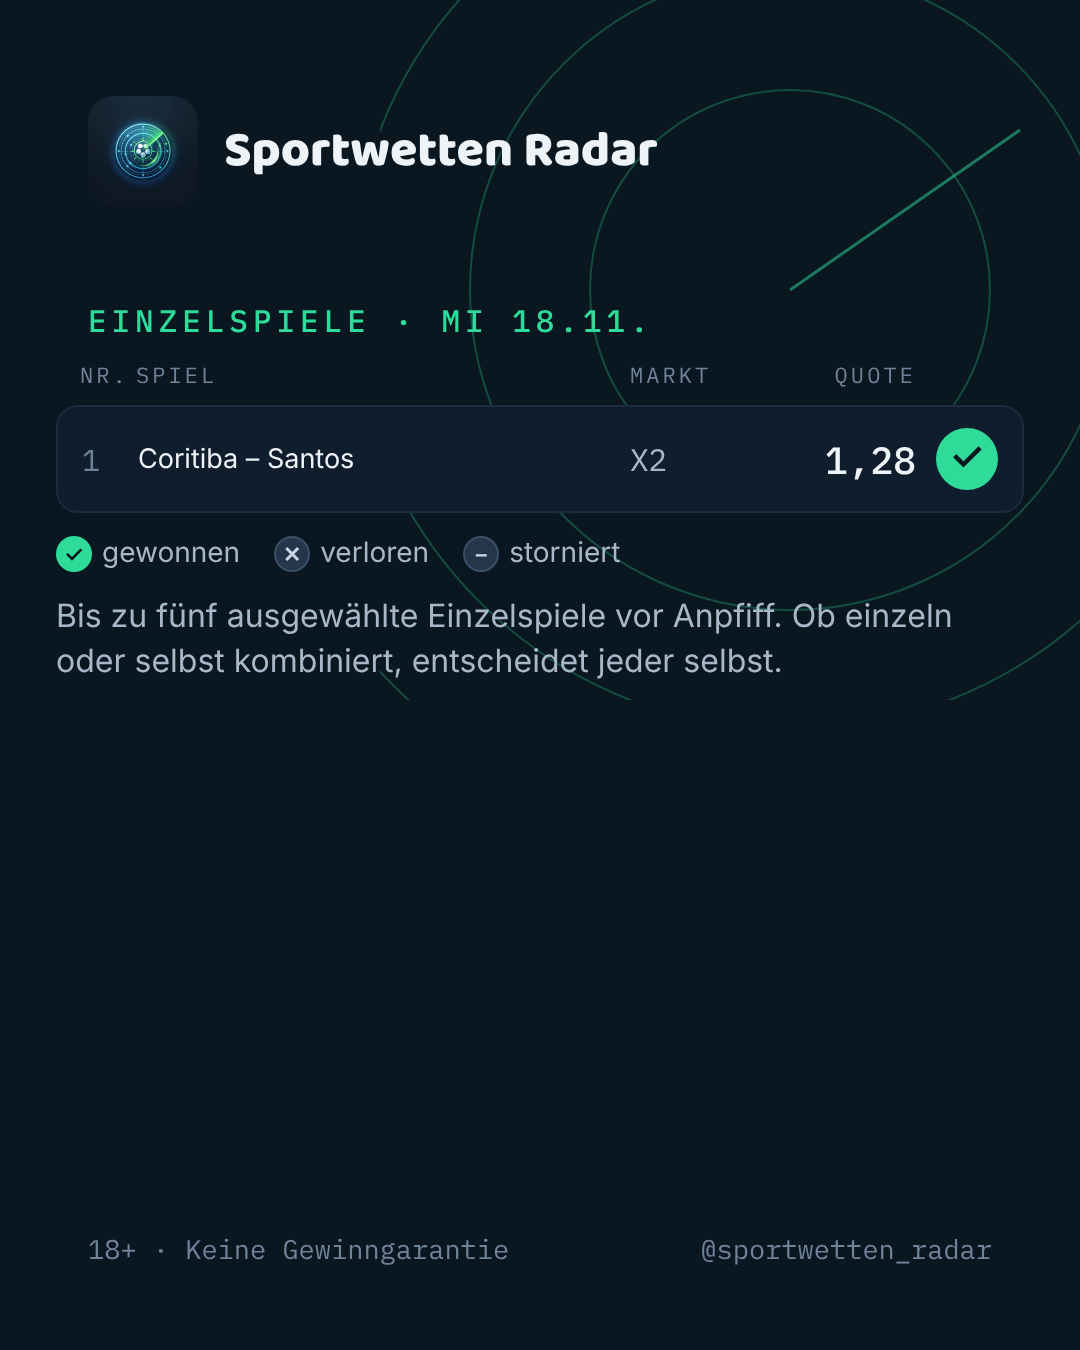 Sportwetten Radar
EINZELSPIELE · MI 18.11.
NR. SPIEL MARKT QUOTE
1 Coritiba – Santos X2 1,28
gewonnen verloren storniert
Bis zu fünf ausgewählte Einzelspiele vor Anpfiff. Ob einzeln
oder selbst kombiniert, entscheidet jeder selbst.
18+ · Keine Gewinngarantie @sportwetten_radar